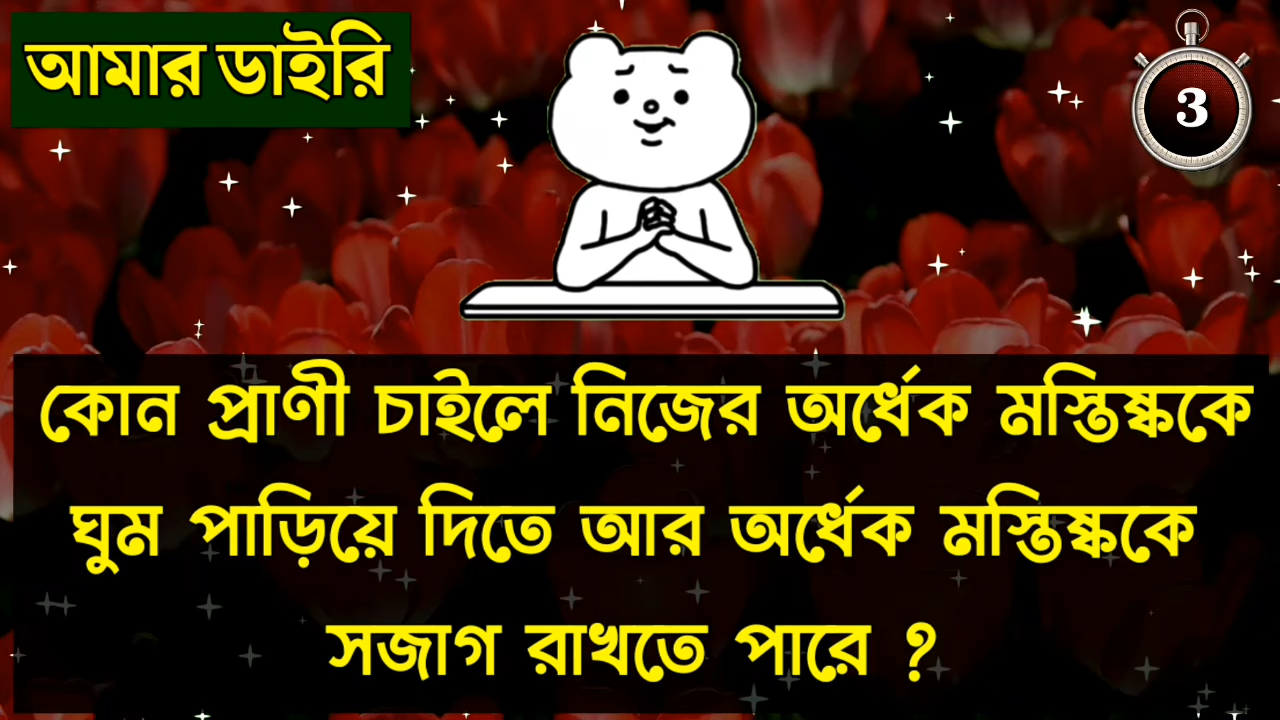 আমার ডাইরি
3
কোন প্রাণী চাইলে নিজের অর্ধেক মস্তিষ্ককে
ঘুম পাড়িয়ে দিতে আর অর্ধেক মস্তিষ্ককে
সজাগ রাখতে পারে ?